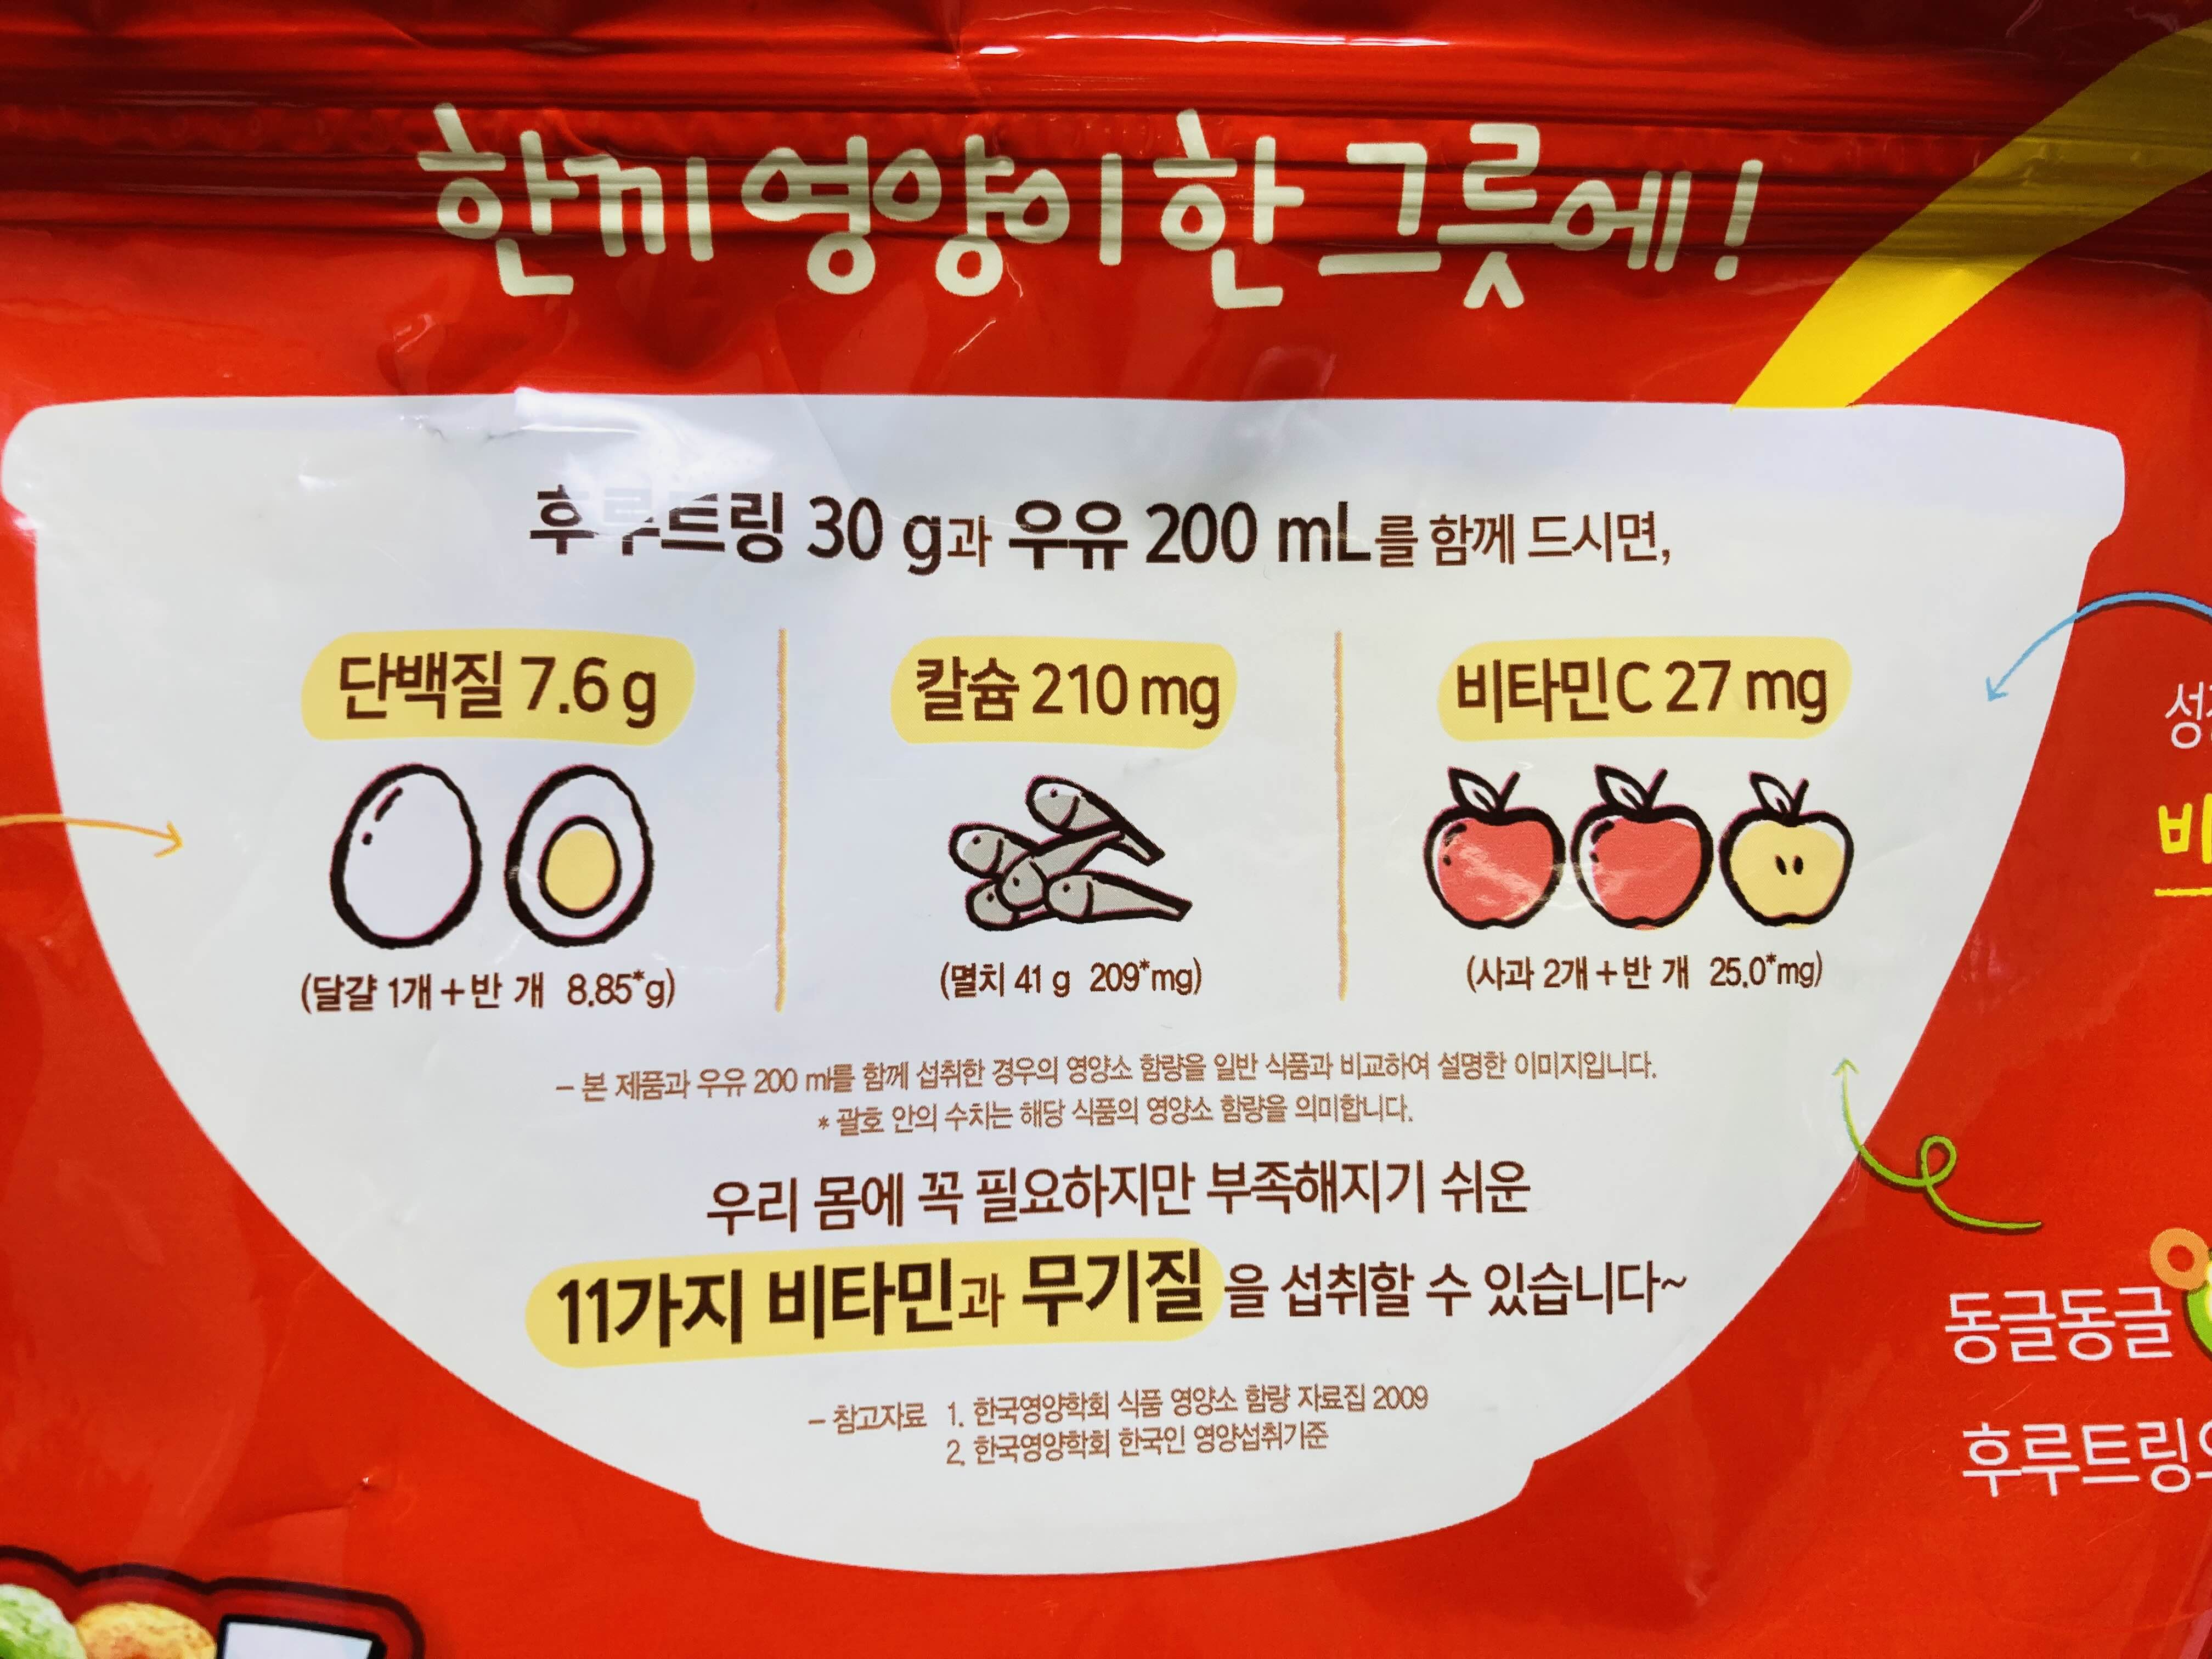 한끼 영양이 한 그릇에!
후루트링 30 g과 우유 200 mL를 함께 드시면,
단백질 7.6 g
칼슘 210 mg
비타민C 27 mg
(달걀 1개+반 개 8.85*g)
(멸치 41 g 209*mg)
(사과 2개+반 개 25.0*mg)
– 본 제품과 우유 200 ml를 함께 섭취한 경우의 영양소 함량을 일반 식품과 비교하여 설명한 이미지입니다.
* 괄호 안의 수치는 해당 식품의 영양소 함량을 의미합니다.
우리 몸에 꼭 필요하지만 부족해지기 쉬운
11가지 비타민과 무기질을 섭취할 수 있습니다~
– 참고자료 1. 한국영양학회 식품 영양소 함량 자료집 2009
2. 한국영양학회 한국인 영양섭취기준
동글동글
후루트링